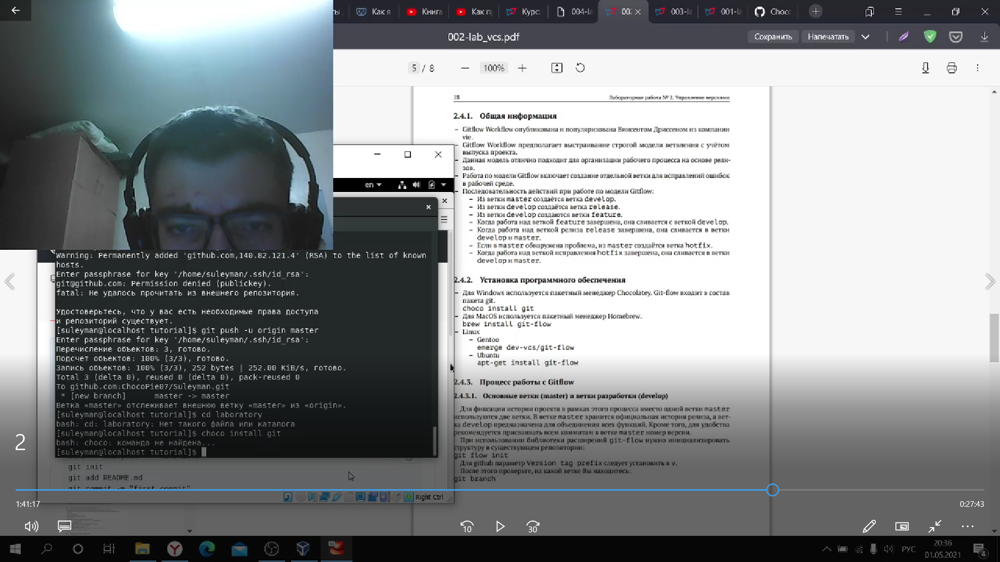 Как я
Книга
Как п
Курс:
004-la
002
003-la
001-la
Choco
002-lab_vcs.pdf
Сохранить
Напечатать
5 / 8
100%
18
Лабораторная работа № 2. Управление версиями
2.4.1. Общая информация
– Gitflow Workflow опубликована и популяризована Винсентом Дриссеном из компании
vie.
– Gitflow Workflow предполагает выстраивание строгой модели ветвления с учётом
выпуска проекта.
– Данная модель отлично подходит для организации рабочего процесса на основе рели-
зов.
– Работа по модели Gitflow включает создание отдельной ветки для исправлений ошибок
в рабочей среде.
– Последовательность действий при работе по модели Gitflow:
– Из ветки master создаётся ветка develop.
– Из ветки develop создаётся ветка release.
– Из ветки develop создаются ветки feature.
– Когда работа над веткой feature завершена, она сливается с веткой develop.
– Когда работа над веткой релиза release завершена, она сливается в ветки
develop и master.
– Если в master обнаружена проблема, из master создаётся ветка hotfix.
– Когда работа над веткой исправления hotfix завершена, она сливается в ветки
develop и master.
2.4.2. Установка программного обеспечения
– Для Windows используется пакетный менеджер Chocolatey. Git-flow входит в состав
пакета git.
choco install git
– Для MacOS используется пакетный менеджер Homebrew.
brew install git-flow
– Linux
– Gentoo
emerge dev-vcs/git-flow
– Ubuntu
apt-get install git-flow
2.4.3. Процесс работы с Gitflow
2.4.3.1. Основные ветки (master) и ветки разработки (develop)
Для фиксации истории проекта в рамках этого процесса вместо одной ветки master
используются две ветки. В ветке master хранится официальная история релиза, а вет-
ка develop предназначена для объединения всех функций. Кроме того, для удобства
рекомендуется присваивать всем коммитам в ветке master номер версии.
При использовании библиотеки расширений git-flow нужно инициализировать
структуру в существующем репозитории:
git flow init
Для github параметр Version tag prefix следует установить в v.
После этого проверьте, на какой ветке Вы находитесь:
git branch
en
Warning: Permanently added 'github.com,140.82.121.4' (RSA) to the list of known
hosts.
Enter passphrase for key '/home/suleyman/.ssh/id_rsa':
git@github.com: Permission denied (publickey).
fatal: Не удалось прочитать из внешнего репозитория.
Удостоверьтесь, что у вас есть необходимые права доступа
и репозиторий существует.
[suleyman@localhost tutorial]$ git push -u origin master
Enter passphrase for key '/home/suleyman/.ssh/id_rsa':
Перечисление объектов: 3, готово.
Подсчет объектов: 100% (3/3), готово.
Запись объектов: 100% (3/3), 252 bytes | 252.00 KiB/s, готово.
Total 3 (delta 0), reused 0 (delta 0), pack-reused 0
To github.com:ChocoPie07/Suleyman.git
* [new branch] master -> master
Ветка «master» отслеживает внешнюю ветку «master» из «origin».
[suleyman@localhost tutorial]$ cd laboratory
bash: cd: laboratory: Нет такого файла или каталога
[suleyman@localhost tutorial]$ choco install git
bash: choco: команда не найдена...
[suleyman@localhost tutorial]$
git init
git add README.md
git commit -m "first commit"
Right Ctrl
2
1:41:17
0:27:43
10
30
РУС
20:36
01.05.2021
4